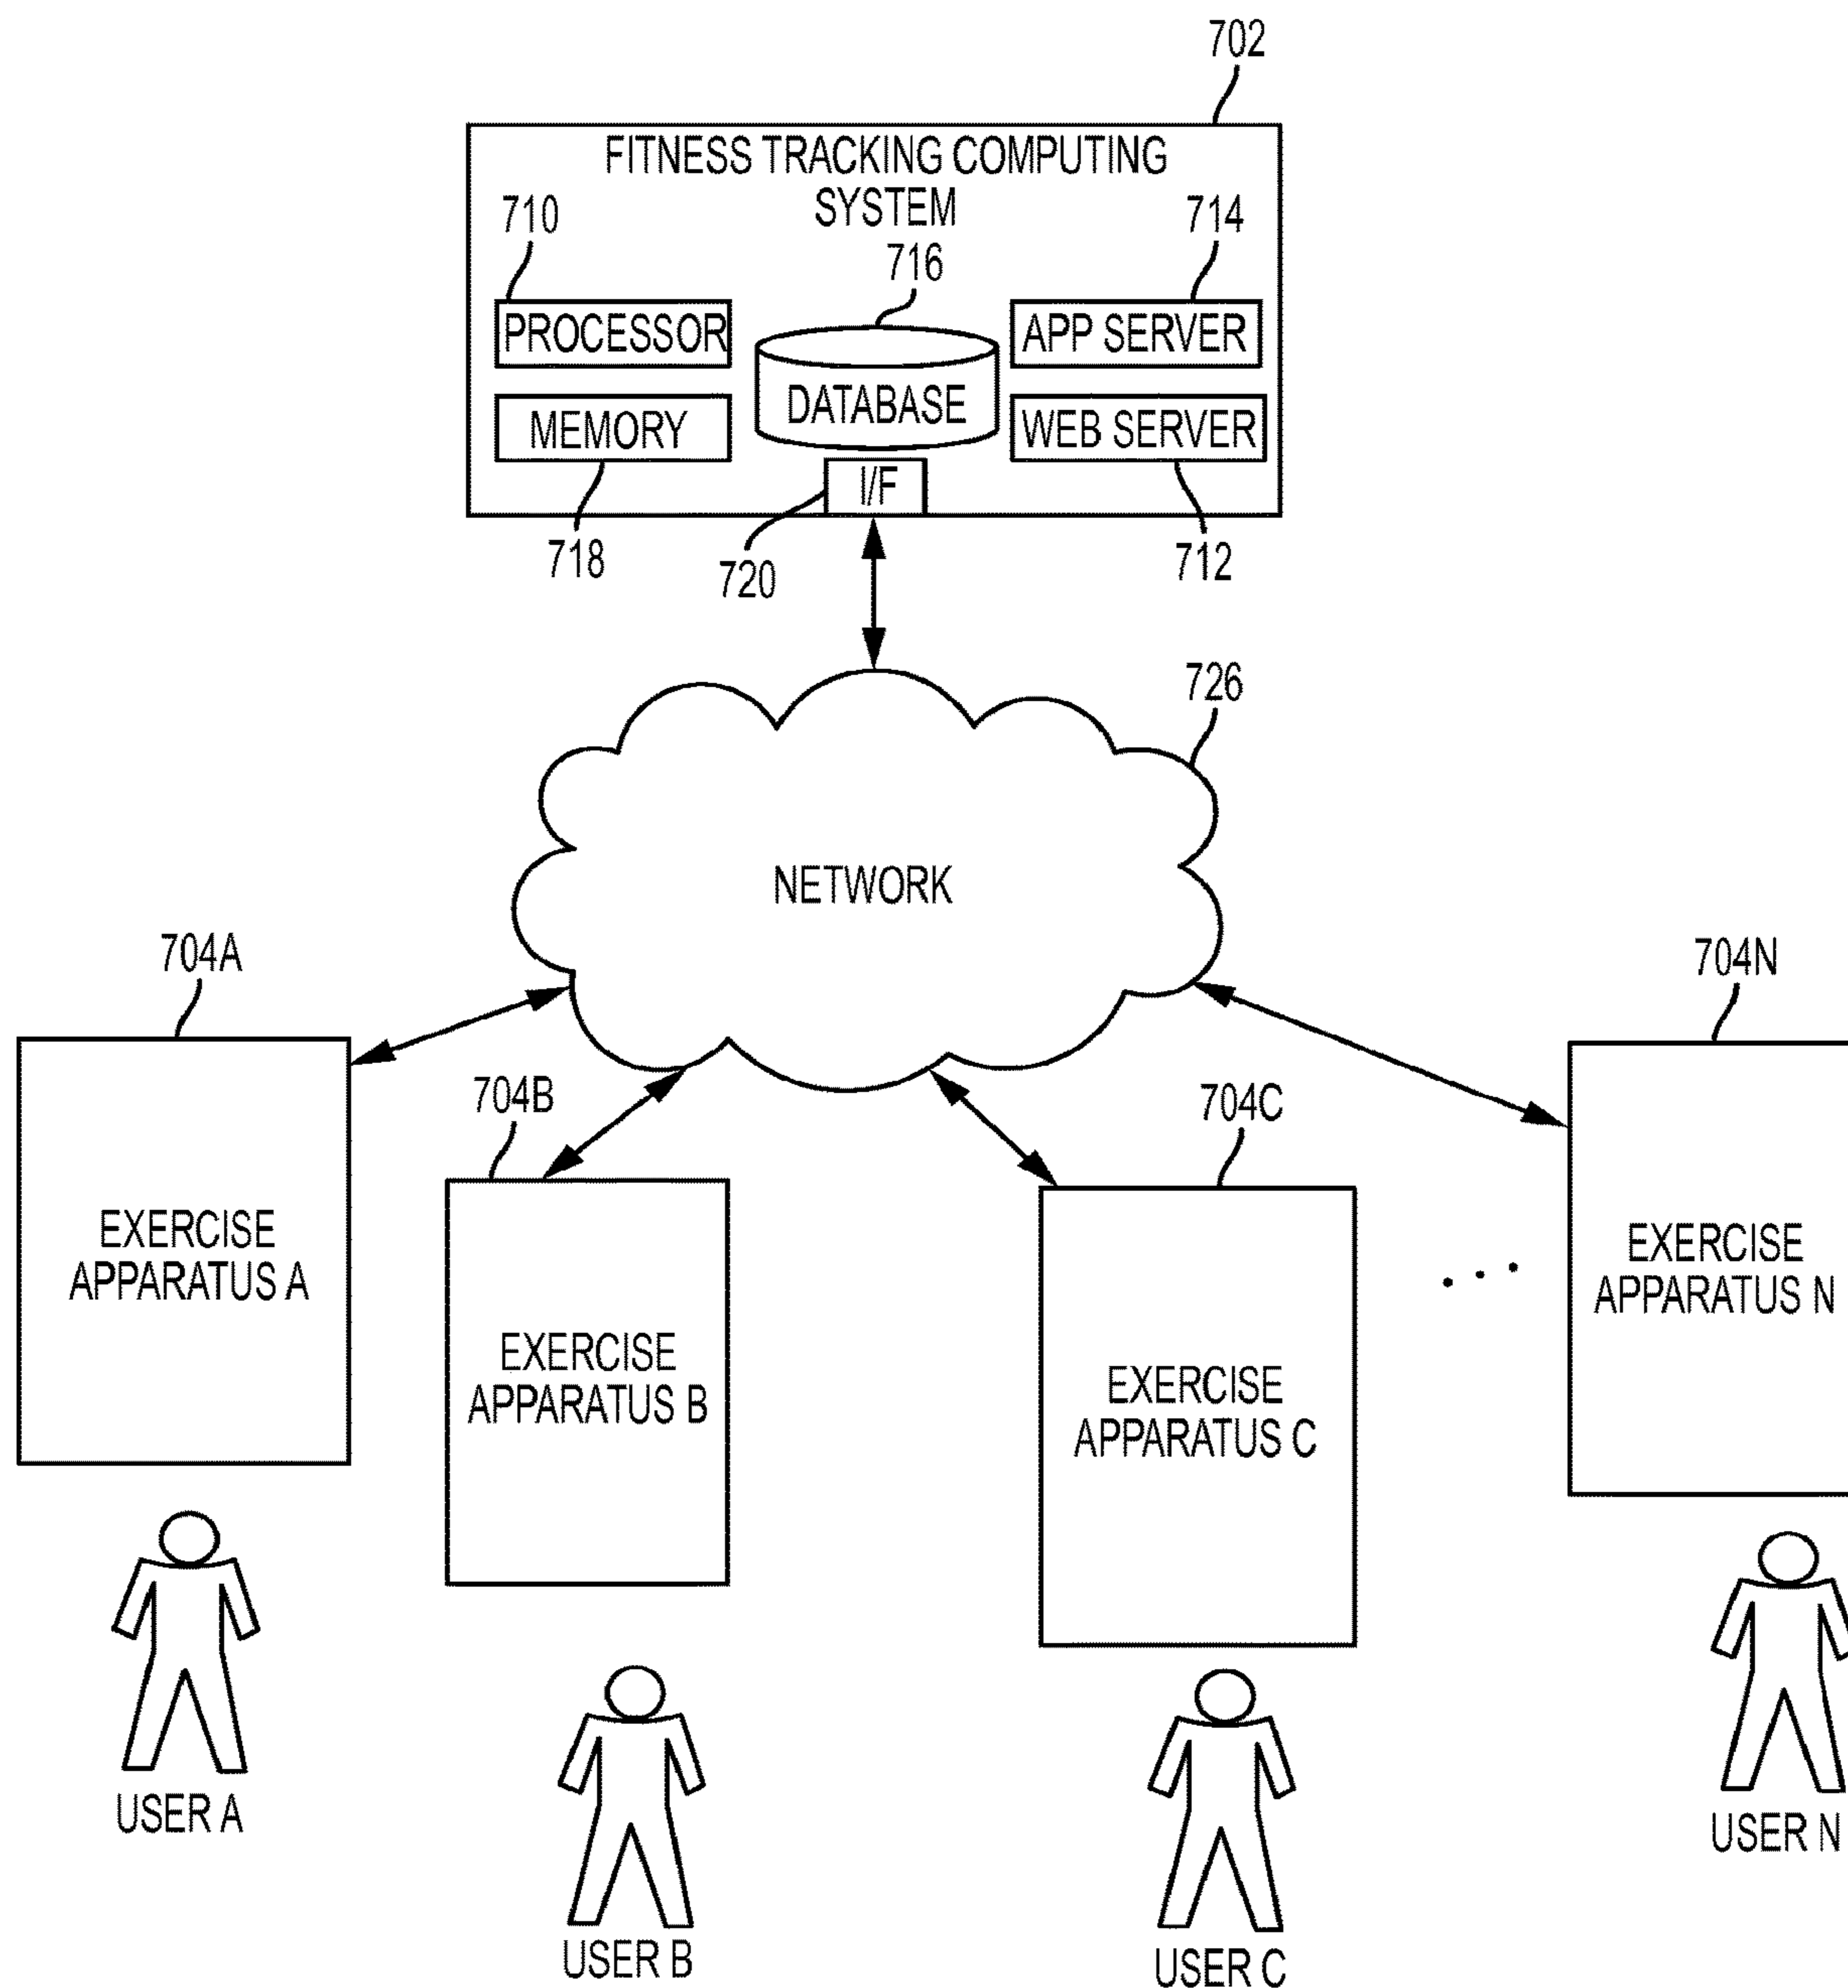 702
FITNESS TRACKING COMPUTING
SYSTEM
710
714
716
PROCESSOR
APP SERVER
DATABASE
MEMORY
WEB SERVER
I/F
718
720
712
726
NETWORK
704A
704N
704B
704C
EXERCISE
APPARATUS A
EXERCISE
APPARATUS N
EXERCISE
APPARATUS B
EXERCISE
APPARATUS C
USER A
USER N
USER B
USER C